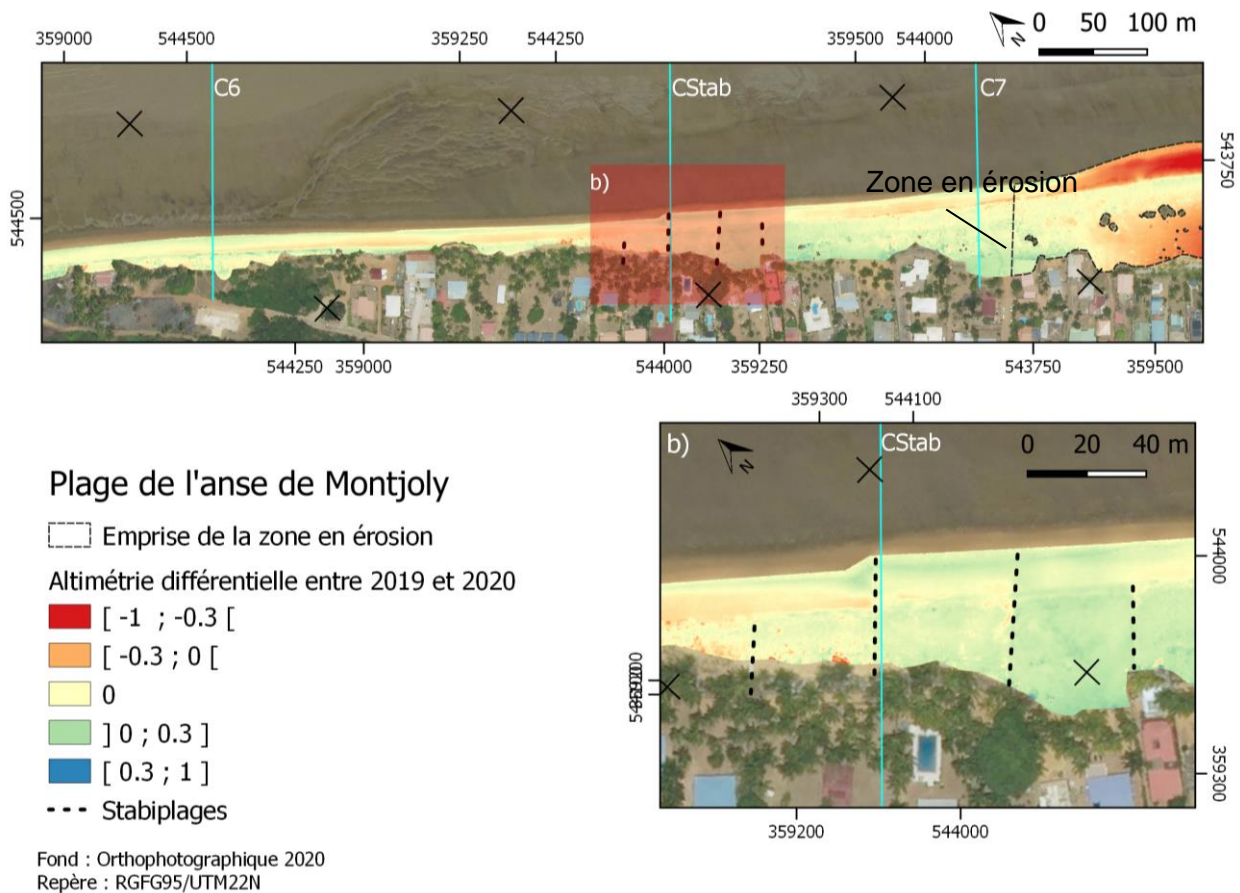 0 50 100 m
N
359000 544500 359250 544250 359500 544000
C6 CStab C7
543750
Zone en érosion
b)
544500
544250 359000 544000 359250 543750 359500
359300 544100
b) CStab 0 20 40 m
N
544000
359300
359200 544000
Plage de l'anse de Montjoly
Emprise de la zone en érosion
Altimétrie différentielle entre 2019 et 2020
[ -1 ; -0.3 [
[ -0.3 ; 0 [
0
] 0 ; 0.3 ]
[ 0.3 ; 1 ]
Stabiplages
Fond : Orthophotographique 2020
Repère : RGFG95/UTM22N